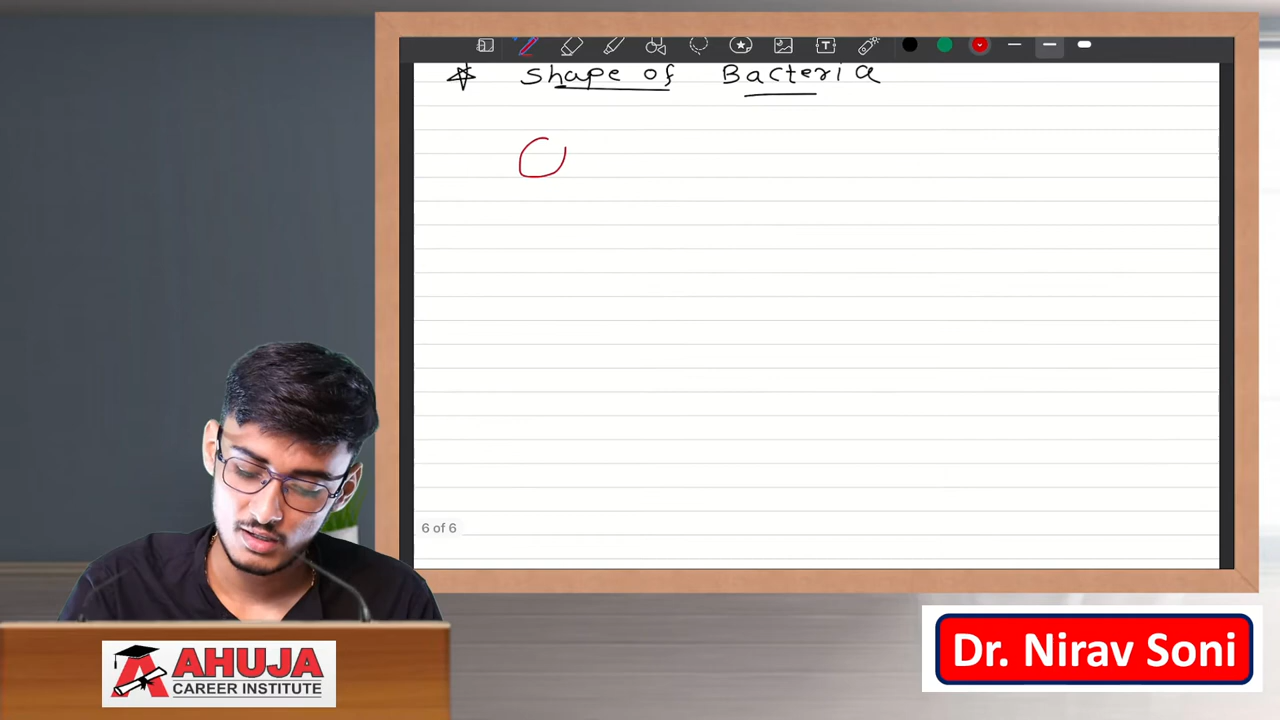 Shape of Bacteria
6 of 6
AHUJA
CAREER INSTITUTE
Dr. Nirav Soni